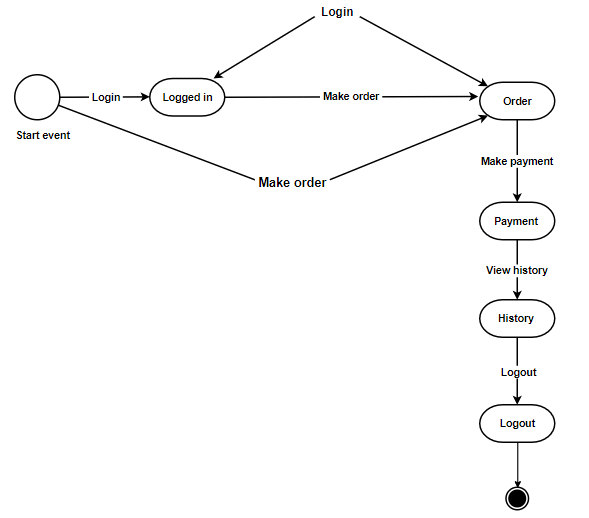 Login
Login
Logged in
Make order
Order
Start event
Make payment
Make order
Payment
View history
History
Logout
Logout